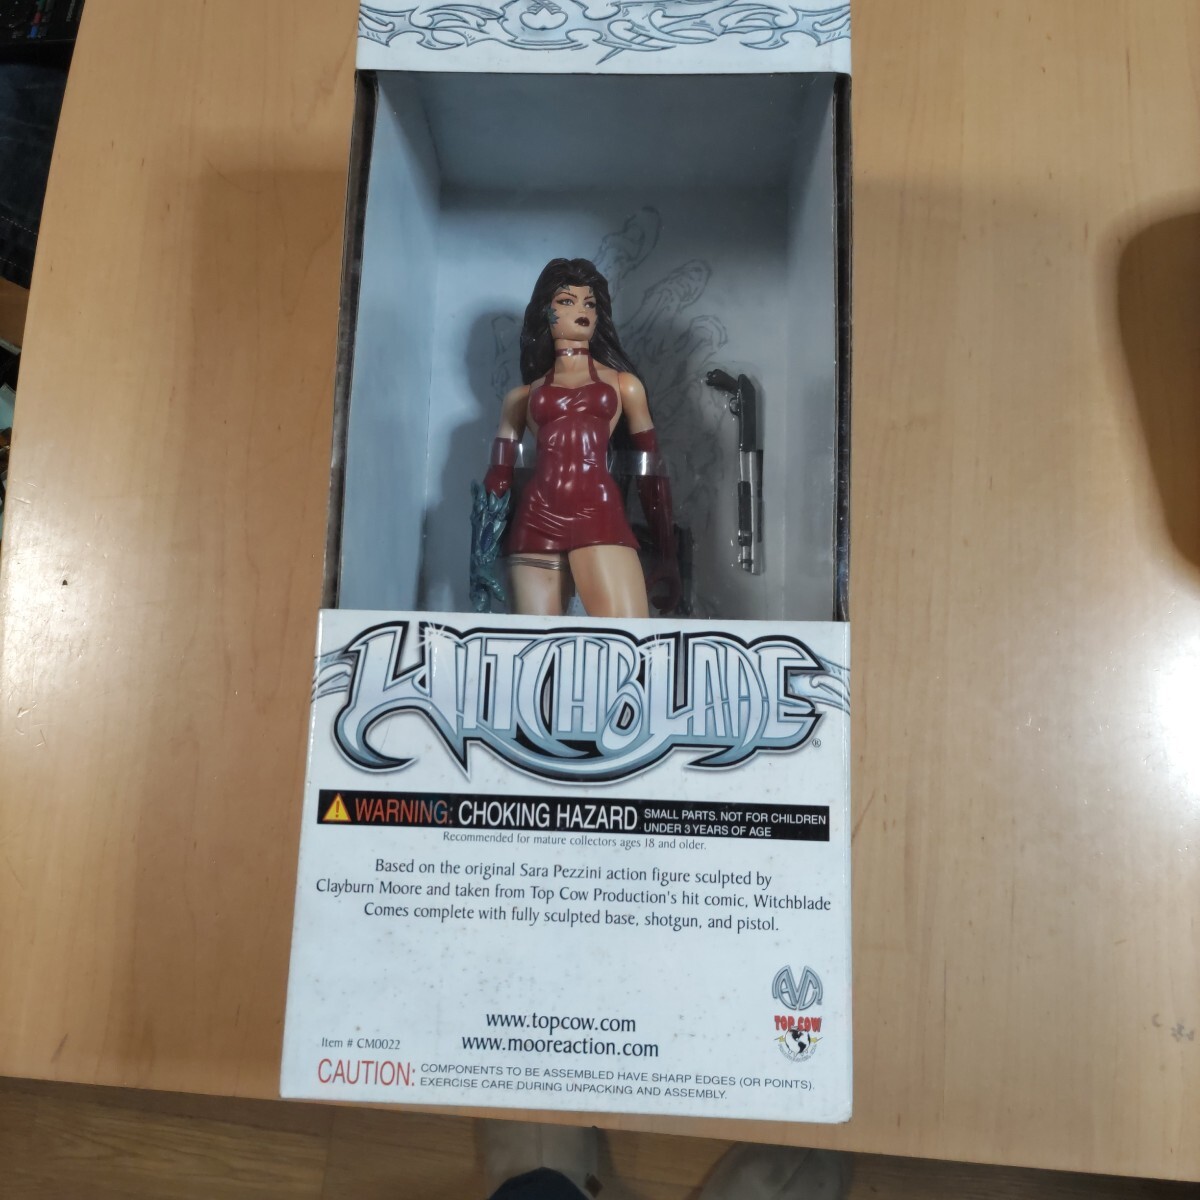 WITCHBLADE ®
WARNING: CHOKING HAZARD SMALL PARTS. NOT FOR CHILDREN
UNDER 3 YEARS OF AGE
Recommended for mature collectors ages 18 and older.
Based on the original Sara Pezzini action figure sculpted by
Clayburn Moore and taken from Top Cow Production's hit comic, Witchblade
Comes complete with fully sculpted base, shotgun, and pistol.
TOP COW
www.topcow.com
www.mooreaction.com
Item # CM0022
CAUTION: COMPONENTS TO BE ASSEMBLED HAVE SHARP EDGES (OR POINTS).
EXERCISE CARE DURING UNPACKING AND ASSEMBLY.